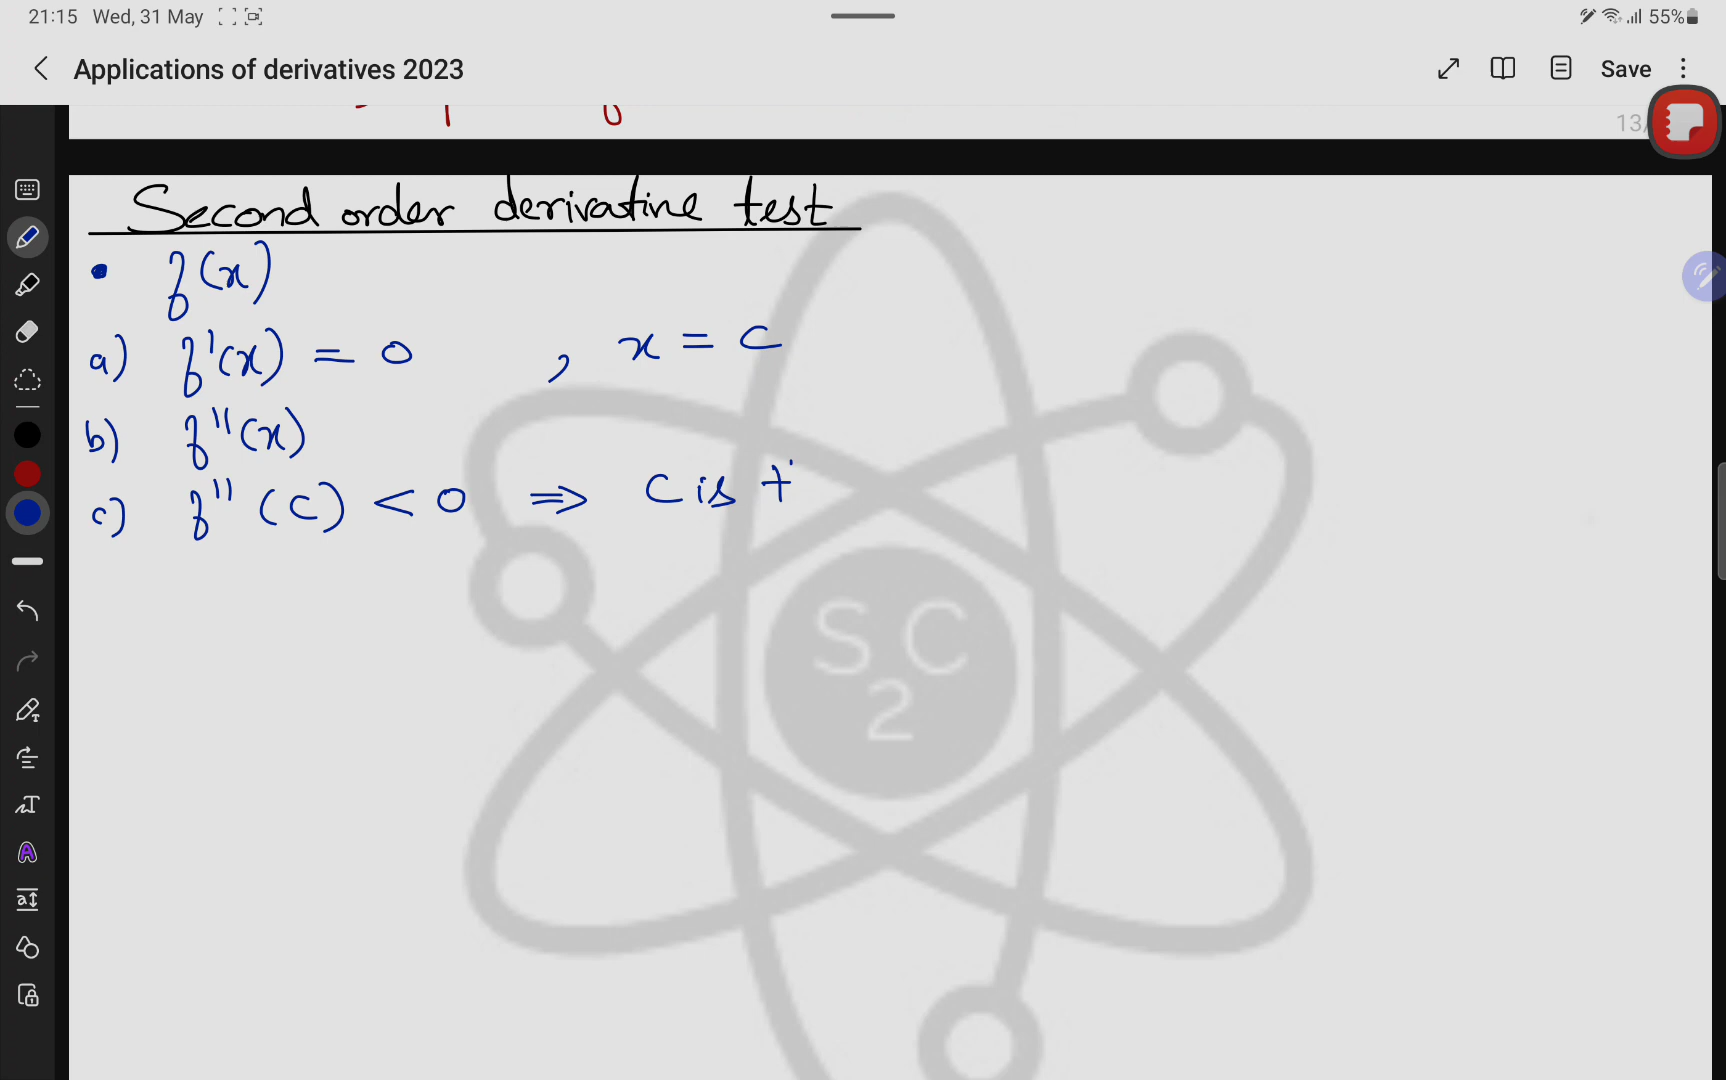 21:15 Wed, 31 May 55%
Applications of derivatives 2023 Save
13/
Second order derivative test
• f(x)
a) f'(x) = 0 , x = c
b) f''(x)
c) f''(c) < 0 ⇒ c is t
SC
2